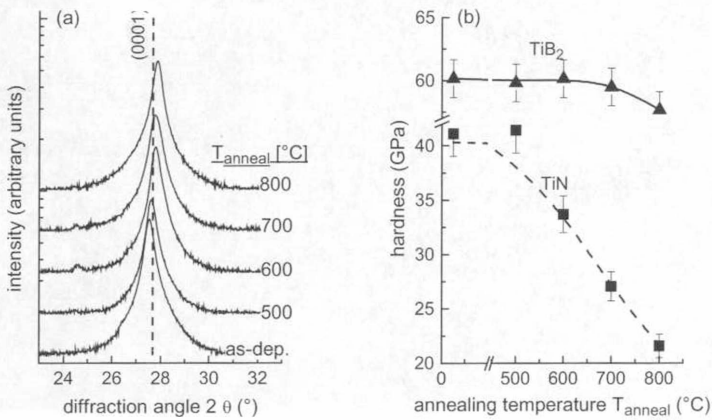 (a)
(0001)
intensity (arbitrary units)
T_anneal [°C]
800
700
600
500
as-dep.
24 26 28 30 32
diffraction angle 2 θ (°)
(b)
65
60
40
35
30
25
20
hardness (GPa)
TiB₂
TiN
0 500 600 700 800
annealing temperature T_anneal (°C)